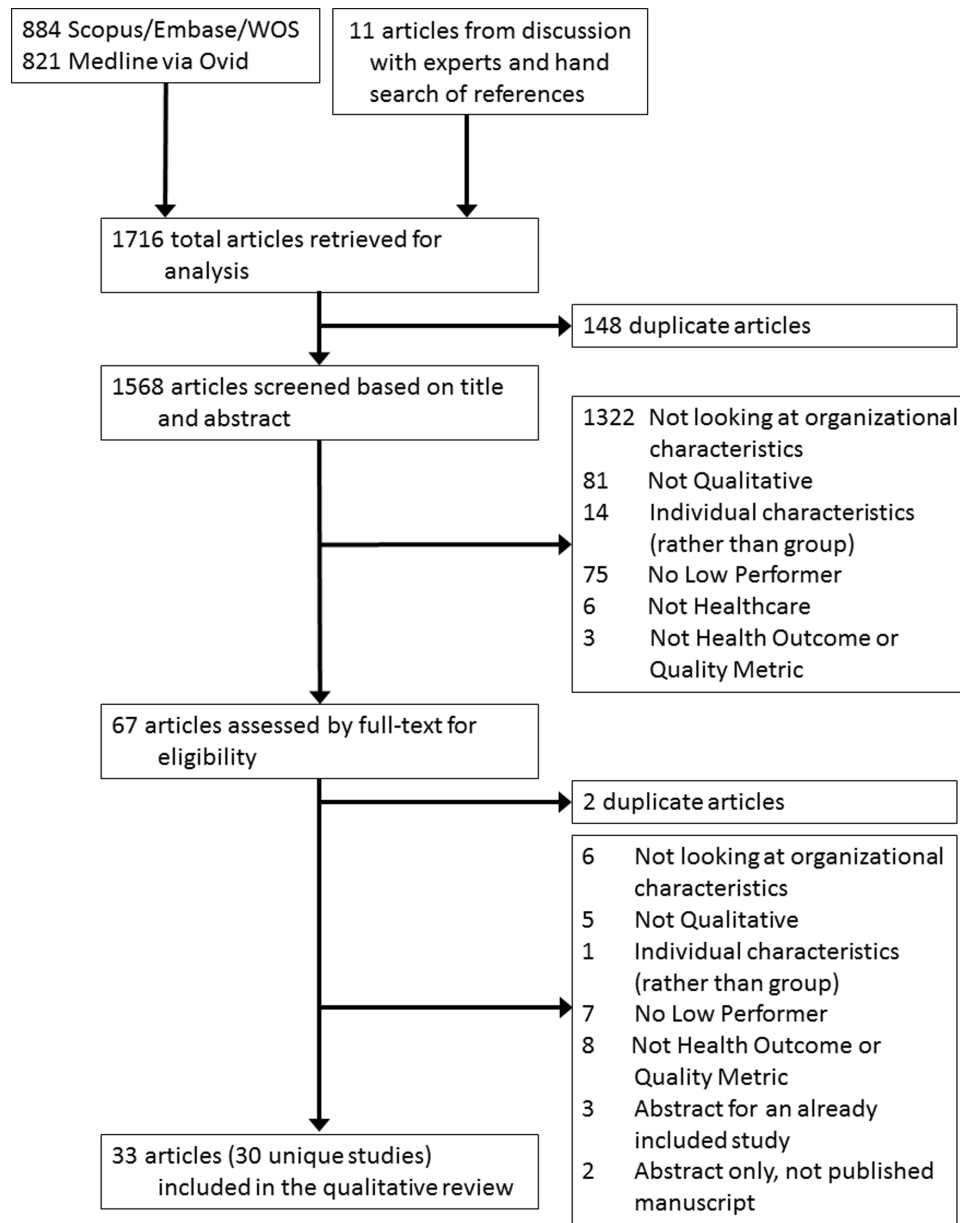 884 Scopus/Embase/WOS
821 Medline via Ovid
11 articles from discussion
with experts and hand
search of references
1716 total articles retrieved for
analysis
148 duplicate articles
1568 articles screened based on title
and abstract
1322 Not looking at organizational
characteristics
81 Not Qualitative
14 Individual characteristics
(rather than group)
75 No Low Performer
6 Not Healthcare
3 Not Health Outcome or
Quality Metric
67 articles assessed by full-text for
eligibility
2 duplicate articles
6 Not looking at organizational
characteristics
5 Not Qualitative
1 Individual characteristics
(rather than group)
7 No Low Performer
8 Not Health Outcome or
Quality Metric
3 Abstract for an already
included study
2 Abstract only, not published
manuscript
33 articles (30 unique studies)
included in the qualitative review